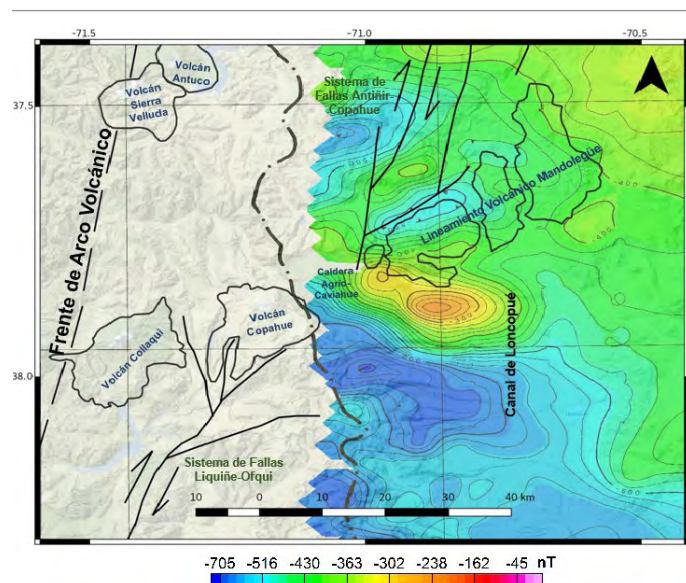 -71.5
-71.0
-70.5
Volcán
Antuco
Volcán
Sierra
Velluda
37.5
Sistema de
Fallas Antiñir-
Copahue
Frente de Arco Volcánico
Lineamiento Volcánico Mandolegüe
Caldera
Agrio-
Caviahue
Volcán
Copahue
Volcán Collaqui
Canal de Loncopué
38.0
Sistema de Fallas
Liquiñe-Ofqui
10 0 10 20 30 40 km
-705 -516 -430 -363 -302 -238 -162 -45 nT